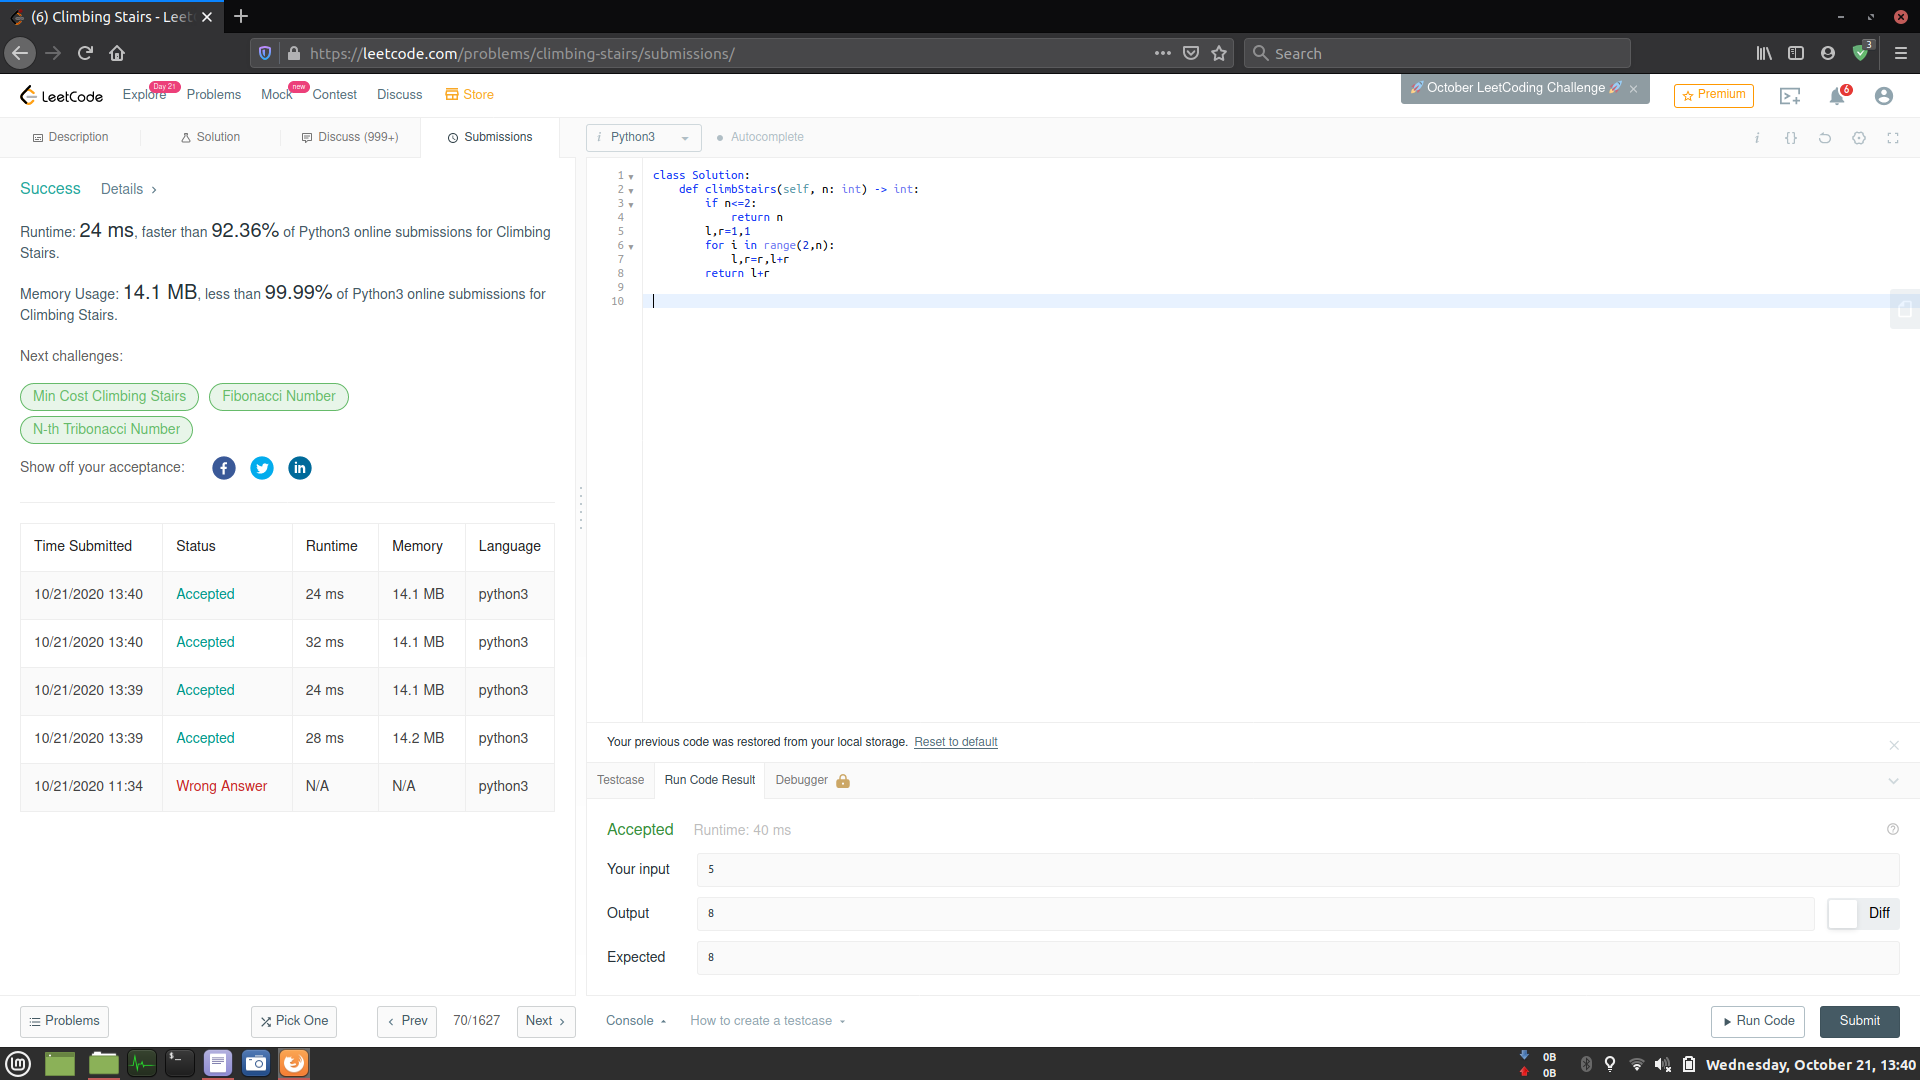 (6) Climbing Stairs - Leet
https://leetcode.com/problems/climbing-stairs/submissions/
Search
3
LeetCode
Explore
Day 21
Problems
Mock
new
Contest
Discuss
Store
October LeetCoding Challenge
Premium
6
Description
Solution
Discuss (999+)
Submissions
i Python3
Autocomplete
Success
Details
Runtime: 24 ms, faster than 92.36% of Python3 online submissions for Climbing
Stairs.
Memory Usage: 14.1 MB, less than 99.99% of Python3 online submissions for
Climbing Stairs.
Next challenges:
Min Cost Climbing Stairs
Fibonacci Number
N-th Tribonacci Number
Show off your acceptance:
Time Submitted Status Runtime Memory Language
10/21/2020 13:40 Accepted 24 ms 14.1 MB python3
10/21/2020 13:40 Accepted 32 ms 14.1 MB python3
10/21/2020 13:39 Accepted 24 ms 14.1 MB python3
10/21/2020 13:39 Accepted 28 ms 14.2 MB python3
10/21/2020 11:34 Wrong Answer N/A N/A python3
1 class Solution:
2 def climbStairs(self, n: int) -> int:
3 if n<=2:
4 return n
5 l,r=1,1
6 for i in range(2,n):
7 l,r=r,l+r
8 return l+r
9
10
Your previous code was restored from your local storage. Reset to default
Testcase
Run Code Result
Debugger
Accepted
Runtime: 40 ms
Your input
5
Output
8
Diff
Expected
8
Problems
Pick One
Prev
70/1627
Next
Console
How to create a testcase
Run Code
Submit
0B
0B
Wednesday, October 21, 13:40